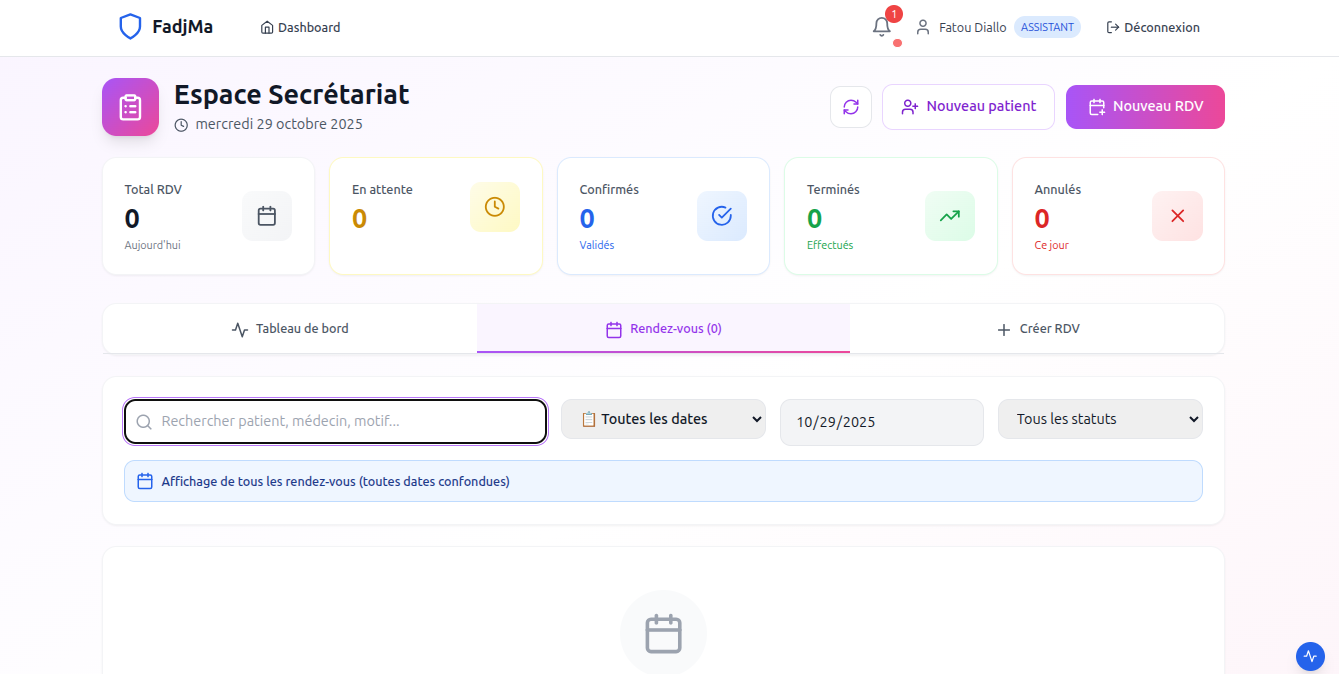 FadjMa
Dashboard
1
Fatou Diallo
ASSISTANT
Déconnexion
Espace Secrétariat
mercredi 29 octobre 2025
Nouveau patient
Nouveau RDV
Total RDV
0
Aujourd'hui
En attente
0
Confirmés
0
Validés
Terminés
0
Effectués
Annulés
0
Ce jour
Tableau de bord
Rendez-vous (0)
Créer RDV
Rechercher patient, médecin, motif...
📋 Toutes les dates
10/29/2025
Tous les statuts
Affichage de tous les rendez-vous (toutes dates confondues)